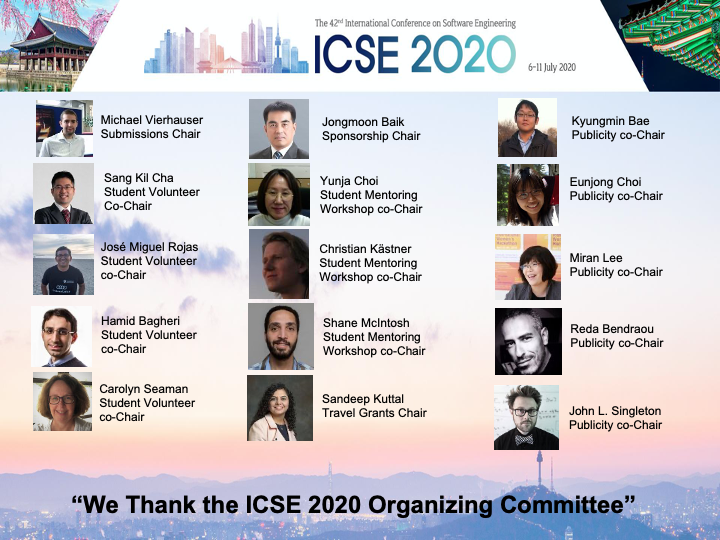 The 42nd International Conference on Software Engineering
ICSE 2020
6-11 July 2020
Michael Vierhauser
Submissions Chair
Sang Kil Cha
Student Volunteer
Co-Chair
José Miguel Rojas
Student Volunteer
co-Chair
Hamid Bagheri
Student Volunteer
co-Chair
Carolyn Seaman
Student Volunteer
co-Chair
Jongmoon Baik
Sponsorship Chair
Yunja Choi
Student Mentoring
Workshop co-Chair
Christian Kästner
Student Mentoring
Workshop co-Chair
Shane McIntosh
Student Mentoring
Workshop co-Chair
Sandeep Kuttal
Travel Grants Chair
Kyungmin Bae
Publicity co-Chair
Eunjong Choi
Publicity co-Chair
Miran Lee
Publicity co-Chair
Reda Bendraou
Publicity co-Chair
John L. Singleton
Publicity co-Chair
“We Thank the ICSE 2020 Organizing Committee”